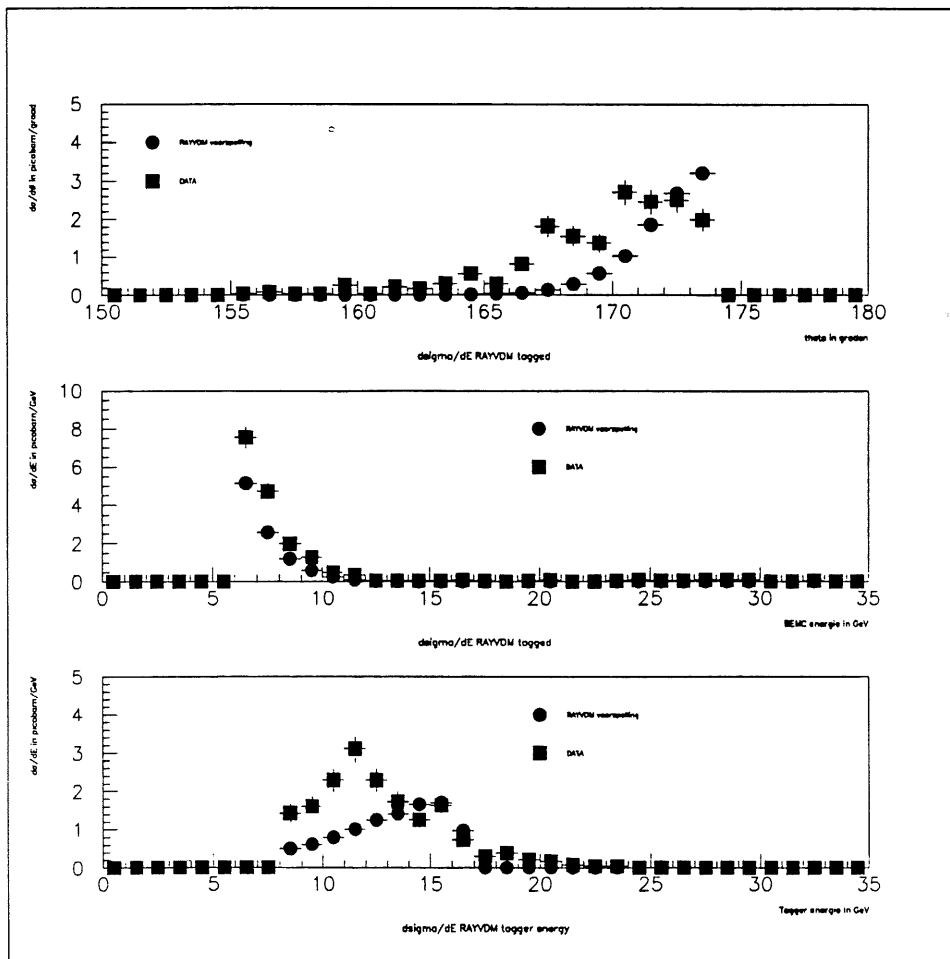 5
4
3
2
1
0
dσ/dθ in picobarn/graad
RAYVDM voorspelling
DATA
150 155 160 165 170 175 180
theta in graden
dsigma/dE RAYVDM tagged
10
8
6
4
2
0
dσ/dE in picobarn/GeV
RAYVDM voorspelling
DATA
0 5 10 15 20 25 30 35
BEMC energie in GeV
dsigma/dE RAYVDM tagged
5
4
3
2
1
0
dσ/dE in picobarn/GeV
RAYVDM voorspelling
DATA
0 5 10 15 20 25 30 35
Tagger energie in GeV
dsigma/dE RAYVDM tagger energy